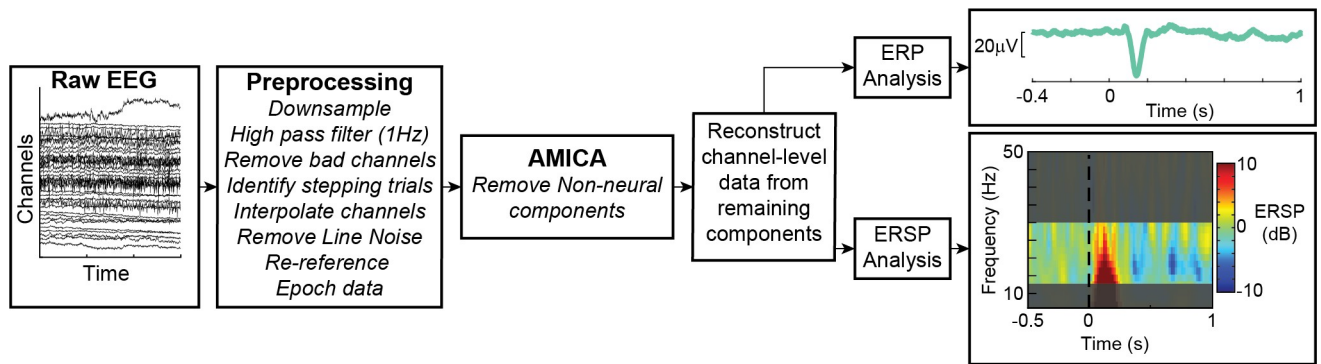 Raw EEG
Channels
Time
Preprocessing
Downsample
High pass filter (1Hz)
Remove bad channels
Identify stepping trials
Interpolate channels
Remove Line Noise
Re-reference
Epoch data
AMICA
Remove Non-neural
components
Reconstruct
channel-level
data from
remaining
components
ERP
Analysis
20µV
-0.4
0
1
Time (s)
ERSP
Analysis
50
Frequency (Hz)
10
-0.5
0
1
Time (s)
10
0
-10
ERSP
(dB)